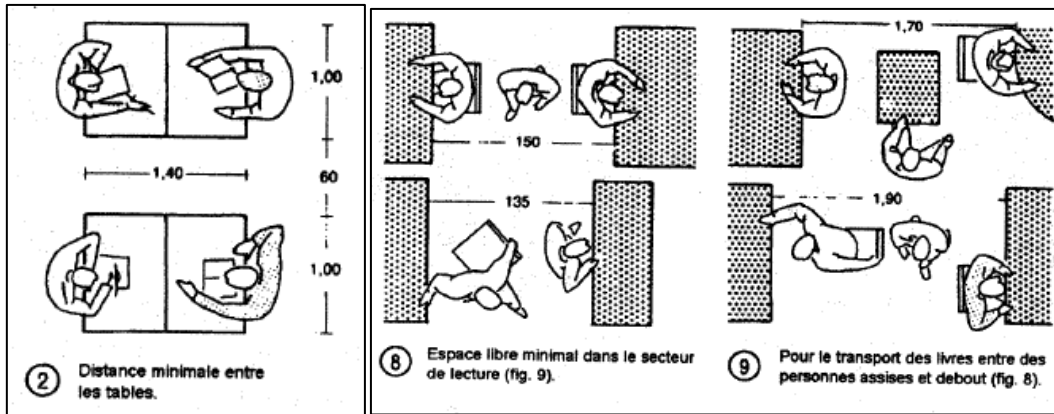 1,00
1,40
60
1,00
2 Distance minimale entre
les tables.
150
135
8 Espace libre minimal dans le secteur
de lecture (fig. 9).
1,70
1,90
9 Pour le transport des livres entre des
personnes assises et debout (fig. 8).